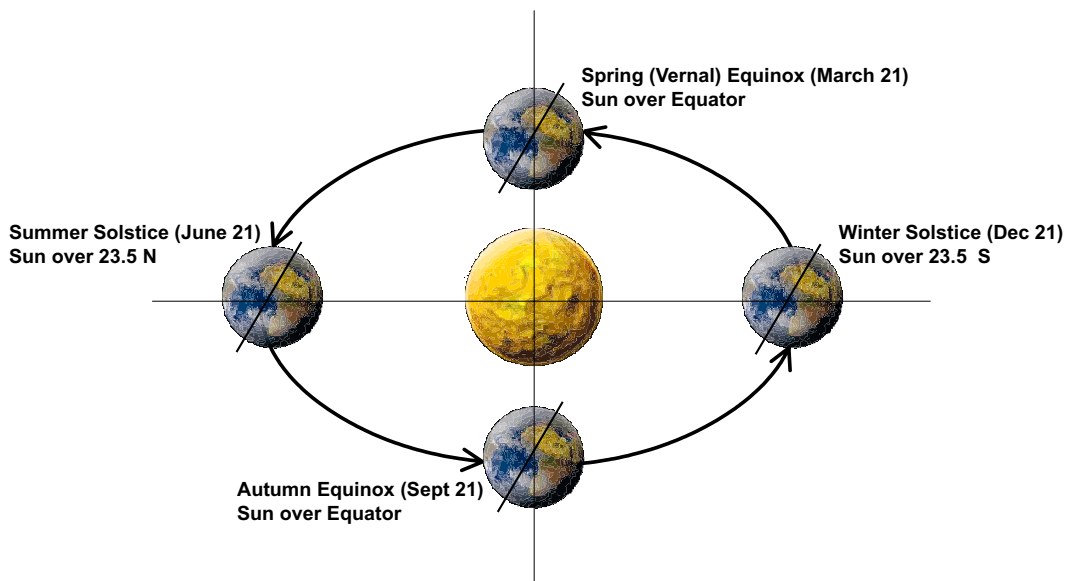 Spring (Vernal) Equinox (March 21)
Sun over Equator
Summer Solstice (June 21)
Sun over 23.5 N
Winter Solstice (Dec 21)
Sun over 23.5  S
Autumn Equinox (Sept 21)
Sun over Equator